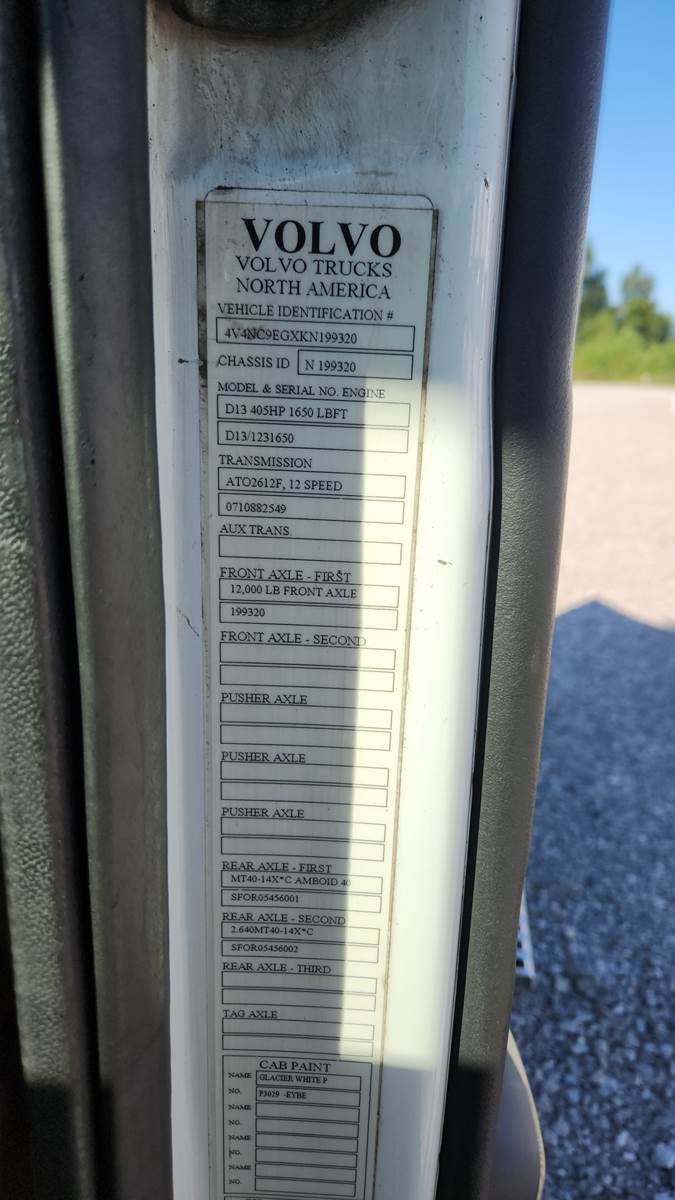 VOLVO
VOLVO TRUCKS
NORTH AMERICA
VEHICLE IDENTIFICATION #
4V4NC9EGXKN199320
CHASSIS ID N 199320
MODEL & SERIAL NO. ENGINE
D13 405HP 1650 LBFT
D13/1231650
TRANSMISSION
ATO2612F, 12 SPEED
0710882549
AUX TRANS.
FRONT AXLE - FIRST
12,000 LB FRONT AXLE
199320
FRONT AXLE - SECOND
PUSHER AXLE
PUSHER AXLE
PUSHER AXLE
REAR AXLE - FIRST
MT40-14X*C AMBOID 40
SFOR05456001
REAR AXLE - SECOND
2.640MT40-14X*C
SFOR05456002
REAR AXLE - THIRD
TAG AXLE
CAB PAINT
NAME GLACIER WHITE P
NO. P3029 -EYBE
NAME
NO.
NAME
NO.
NAME
NO.